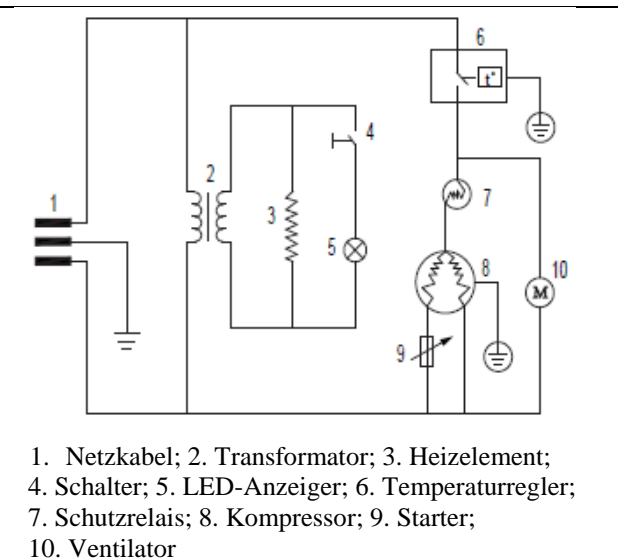 6
t°
4
2
1
3
7
5
8
10
M
9
1. Netzkabel; 2. Transformator; 3. Heizelement;
4. Schalter; 5. LED-Anzeiger; 6. Temperaturregler;
7. Schutzrelais; 8. Kompressor; 9. Starter;
10. Ventilator